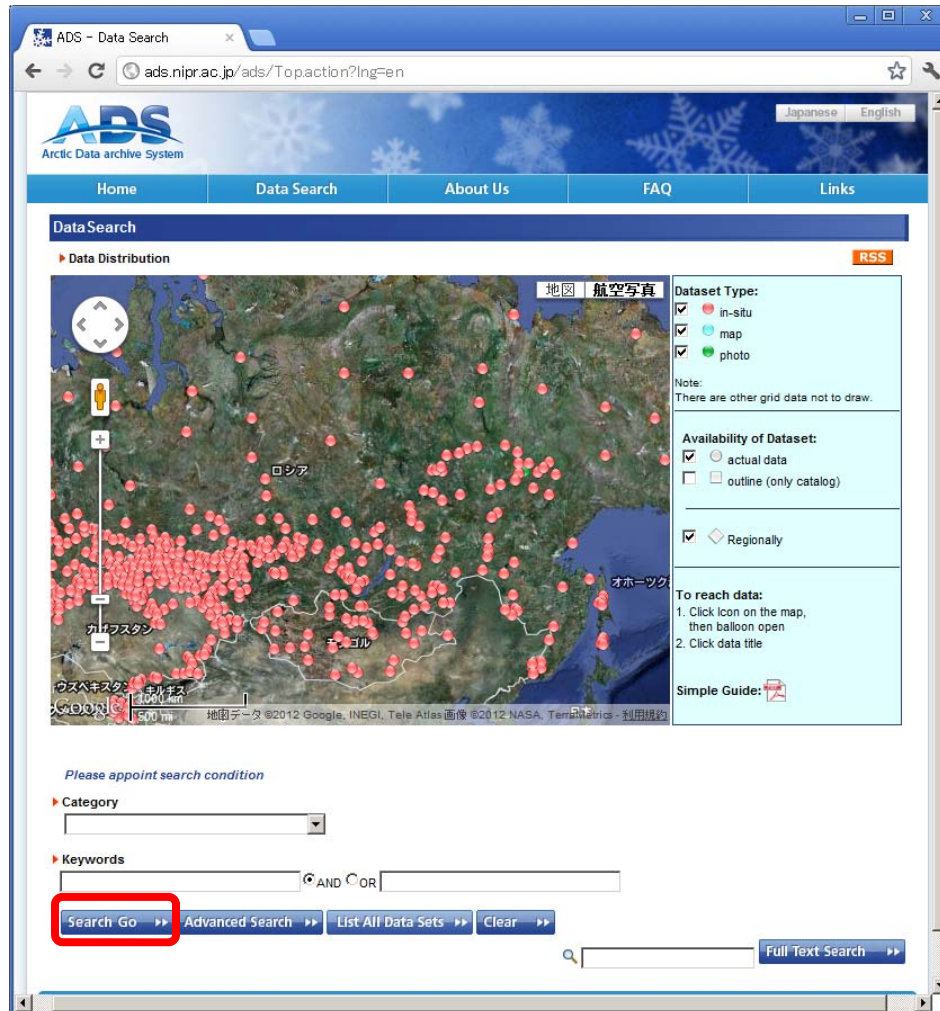 ADS - Data Search
ads.nipr.ac.jp/ads/Top.action?lng=en
ADS
Arctic Data archive System
Japanese English
Home Data Search About Us FAQ Links
DataSearch
Data Distribution
RSS
地図 航空写真
ロシア
オホーツク
カザフスタン
モンゴル
ウズベキスタン
キルギス
日本
Google
1,000 km
500 mi
地図データ ©2012 Google, INEGI, Tele Atlas 画像 ©2012 NASA, TerraMetrics - 利用規約
Dataset Type:
in-situ
map
photo
Note:
There are other grid data not to draw.
Availability of Dataset:
actual data
outline (only catalog)
Regionally
To reach data:
1. Click Icon on the map,
then balloon open
2. Click data title
Simple Guide:
Please appoint search condition
Category
Keywords
AND OR
Search Go Advanced Search List All Data Sets Clear
Full Text Search